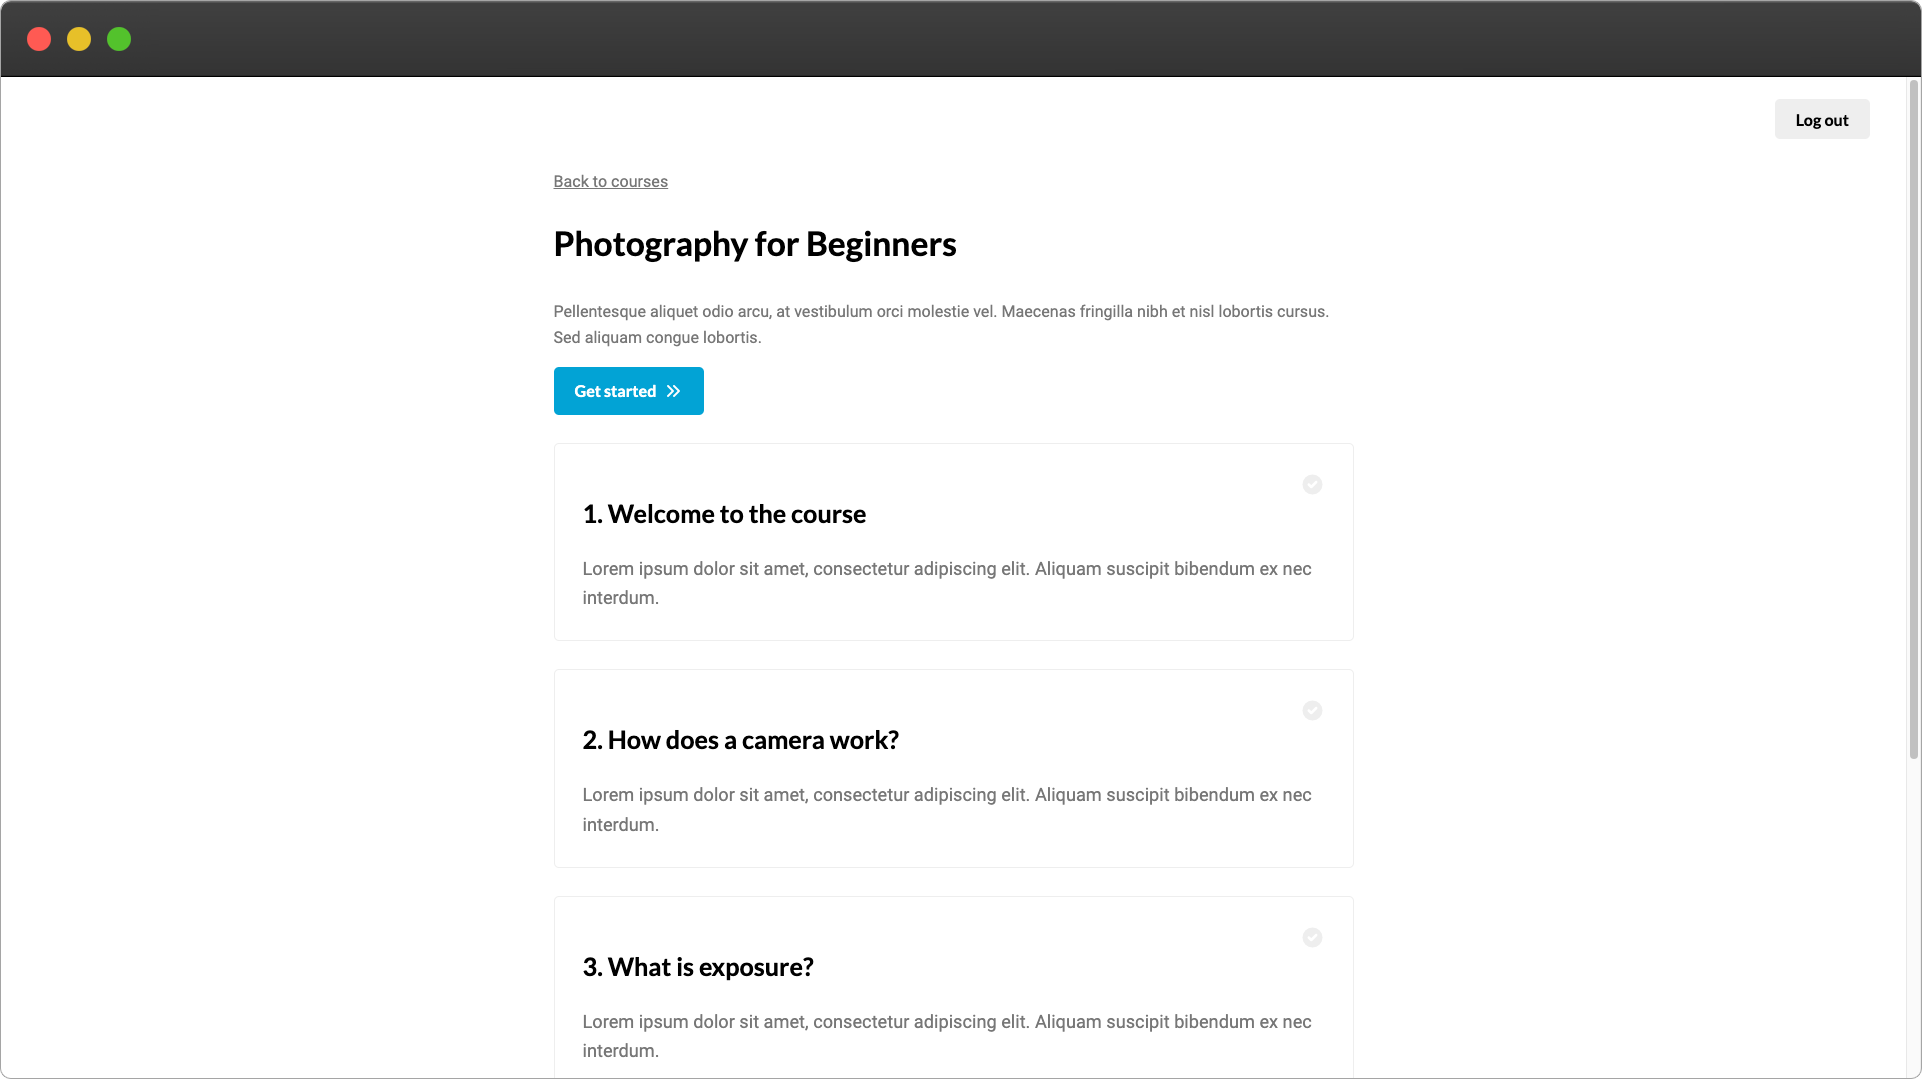 Log out
Back to courses
Photography for Beginners
Pellentesque aliquet odio arcu, at vestibulum orci molestie vel. Maecenas fringilla nibh et nisl lobortis cursus.
Sed aliquam congue lobortis.
Get started
1. Welcome to the course
Lorem ipsum dolor sit amet, consectetur adipiscing elit. Aliquam suscipit bibendum ex nec
interdum.
2. How does a camera work?
Lorem ipsum dolor sit amet, consectetur adipiscing elit. Aliquam suscipit bibendum ex nec
interdum.
3. What is exposure?
Lorem ipsum dolor sit amet, consectetur adipiscing elit. Aliquam suscipit bibendum ex nec
interdum.